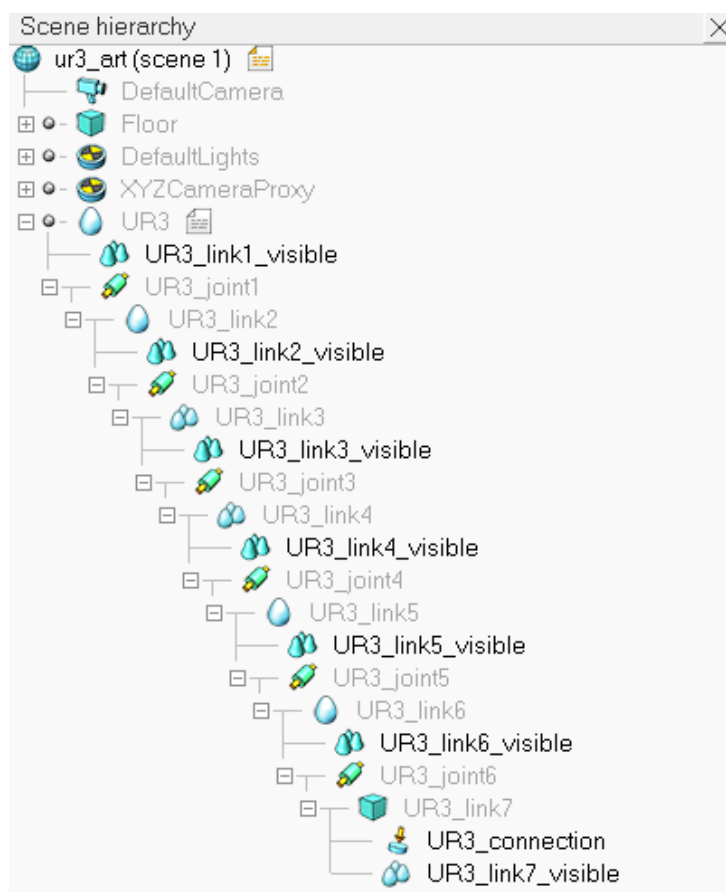 Scene hierarchy
ur3_art (scene 1)
DefaultCamera
Floor
DefaultLights
XYZCameraProxy
UR3
UR3_link1_visible
UR3_joint1
UR3_link2
UR3_link2_visible
UR3_joint2
UR3_link3
UR3_link3_visible
UR3_joint3
UR3_link4
UR3_link4_visible
UR3_joint4
UR3_link5
UR3_link5_visible
UR3_joint5
UR3_link6
UR3_link6_visible
UR3_joint6
UR3_link7
UR3_connection
UR3_link7_visible